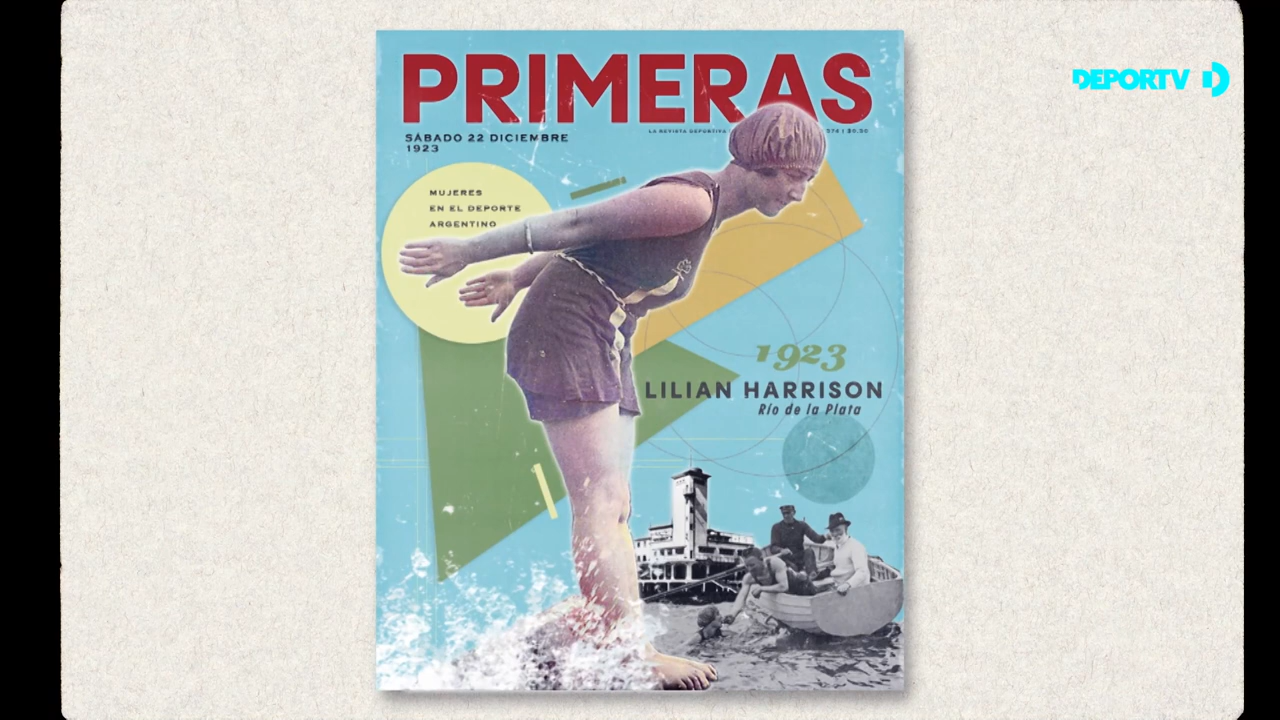 PRIMERAS
SÁBADO 22 DICIEMBRE
1923
LA REVISTA DEPORTIVA
374 | $0,30
MUJERES
EN EL DEPORTE
ARGENTINO
1923
LILIAN HARRISON
Río de la Plata
DEPORTV D